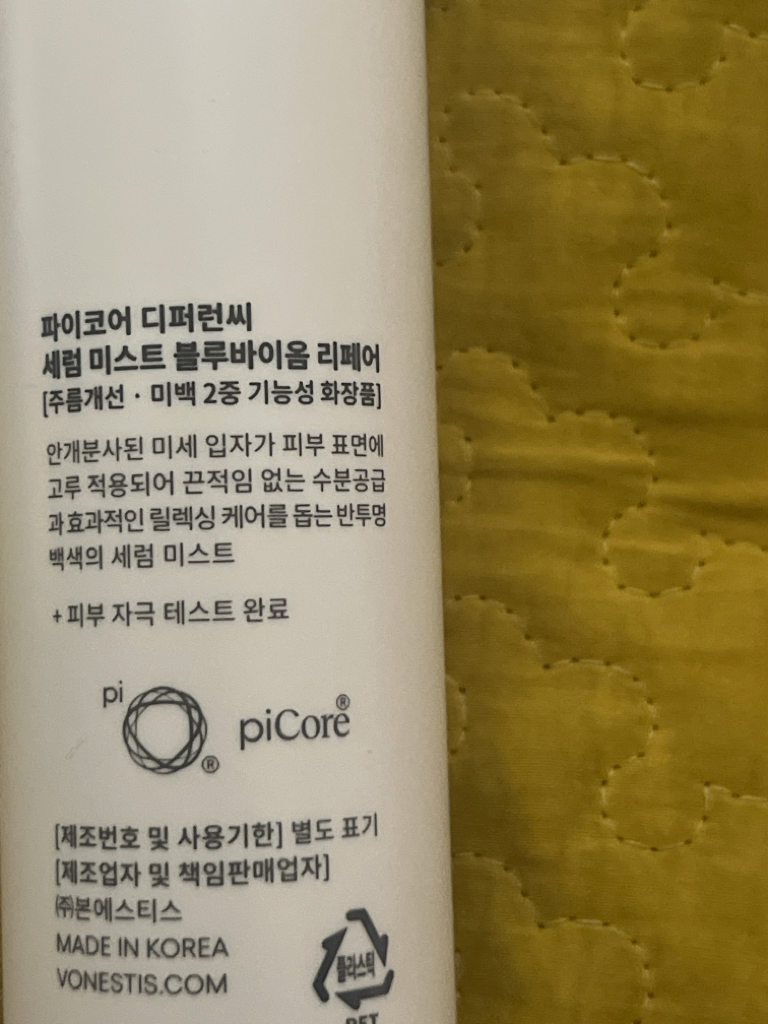 파이코어 디퍼런씨
세럼 미스트 블루바이옴 리페어
[주름개선 · 미백 2중 기능성 화장품]
안개분사된 미세 입자가 피부 표면에
고루 적용되어 끈적임 없는 수분공급
과 효과적인 릴렉싱 케어를 돕는 반투명
백색의 세럼 미스트
+ 피부 자극 테스트 완료
pi ®
piCore®
[제조번호 및 사용기한] 별도 표기
[제조업자 및 책임판매업자]
㈜본에스티스
MADE IN KOREA
VONESTIS.COM
플라스틱
PET